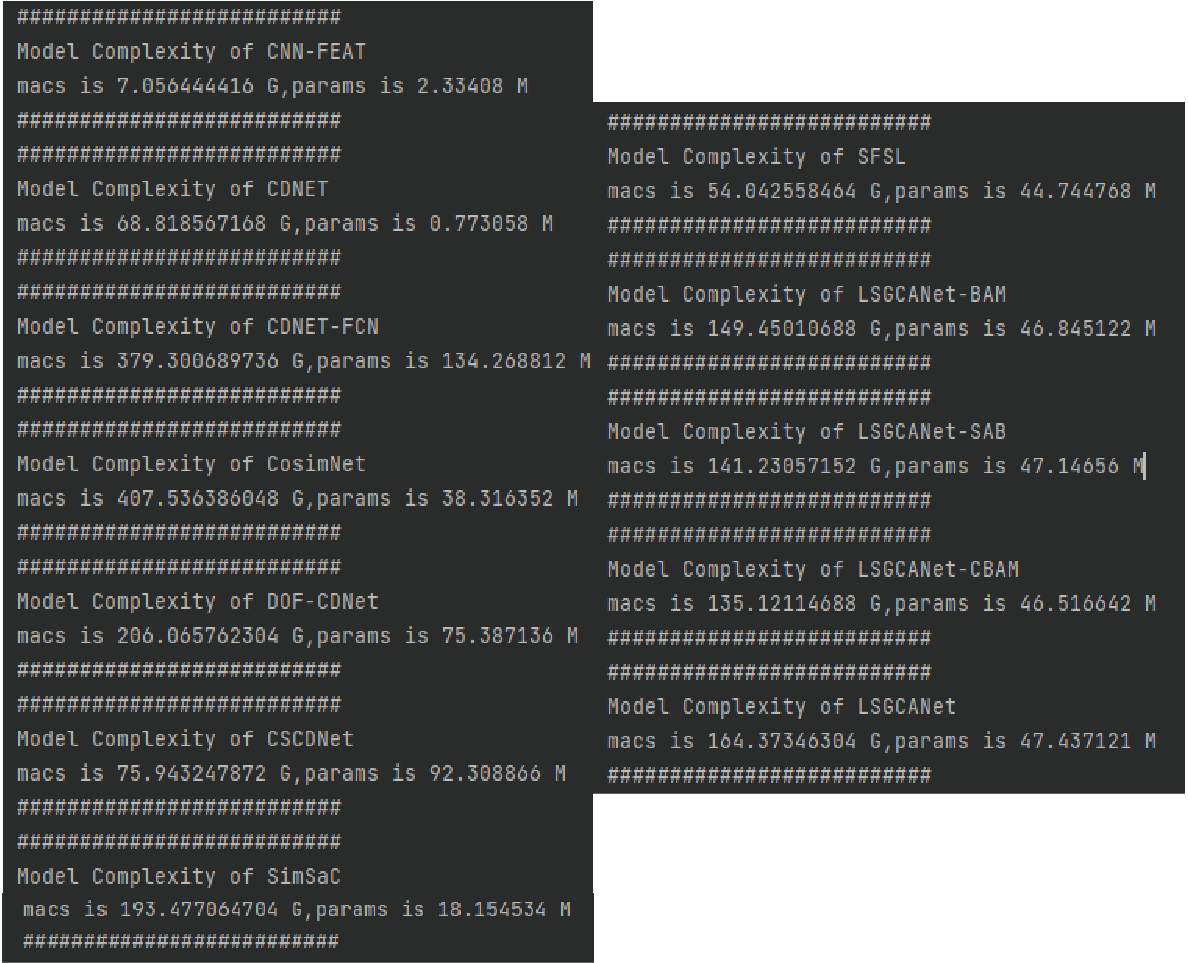 ##########################
Model Complexity of CNN-FEAT
macs is 7.056444416 G,params is 2.33408 M
##########################
##########################
Model Complexity of CDNET
macs is 68.818567168 G,params is 0.773058 M
##########################
##########################
Model Complexity of CDNET-FCN
macs is 379.300689736 G,params is 134.268812 M
##########################
##########################
Model Complexity of CosimNet
macs is 407.536386048 G,params is 38.316352 M
##########################
##########################
Model Complexity of DOF-CDNet
macs is 206.065762304 G,params is 75.387136 M
##########################
##########################
Model Complexity of CSCDNet
macs is 75.943247872 G,params is 92.308866 M
##########################
##########################
Model Complexity of SimSaC
macs is 193.477064704 G,params is 18.154534 M
##########################
##########################
Model Complexity of SFSL
macs is 54.042558464 G,params is 44.744768 M
##########################
##########################
Model Complexity of LSGCANet-BAM
macs is 149.45010688 G,params is 46.845122 M
##########################
##########################
Model Complexity of LSGCANet-SAB
macs is 141.23057152 G,params is 47.14656 M
##########################
##########################
Model Complexity of LSGCANet-CBAM
macs is 135.12114688 G,params is 46.516642 M
##########################
##########################
Model Complexity of LSGCANet
macs is 164.37346304 G,params is 47.437121 M
##########################